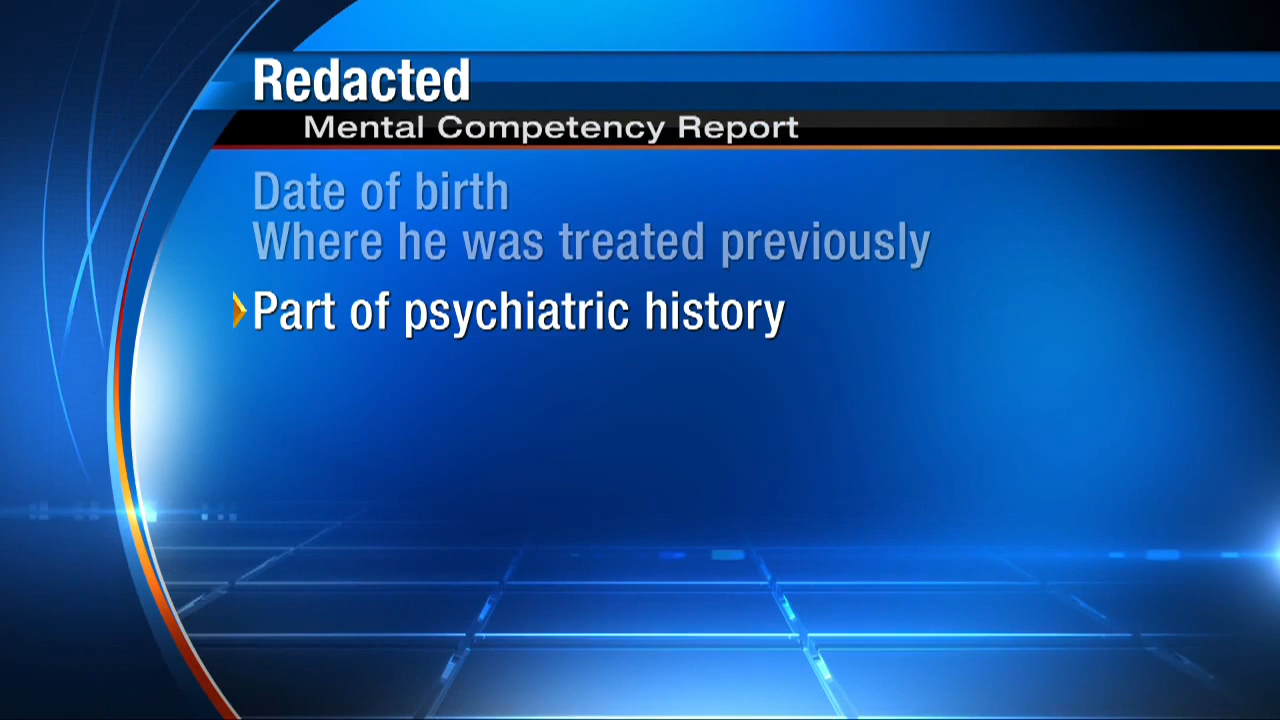 Redacted
Mental Competency Report
Date of birth
Where he was treated previously
Part of psychiatric history